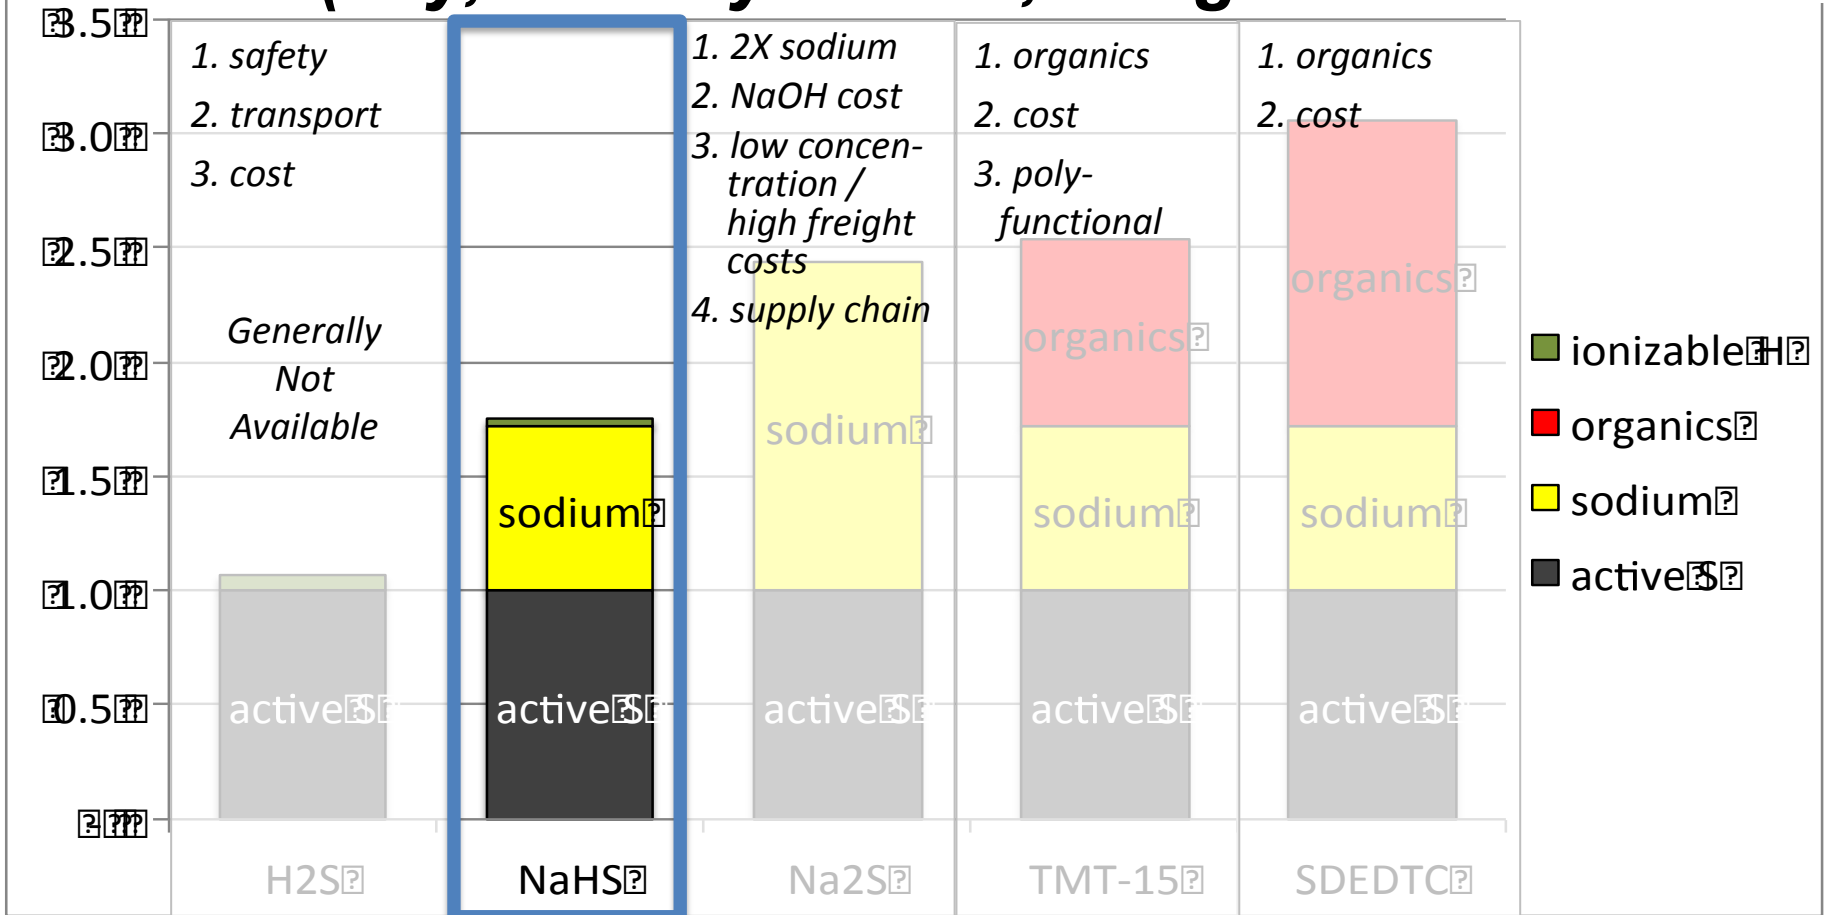 3.5
3.0
2.5
2.0
1.5
1.0
0.5
-
1. safety
2. transport
3. cost
Generally
Not
Available
1. 2X sodium
2. NaOH cost
3. low concen-
tration /
high freight
costs
4. supply chain
1. organics
2. cost
3. poly-
functional
1. organics
2. cost
active S
sodium
active S
sodium
active S
organics
sodium
active S
organics
sodium
active S
H2S
NaHS
Na2S
TMT-15
SDEDTC
ionizable H
organics
sodium
active S